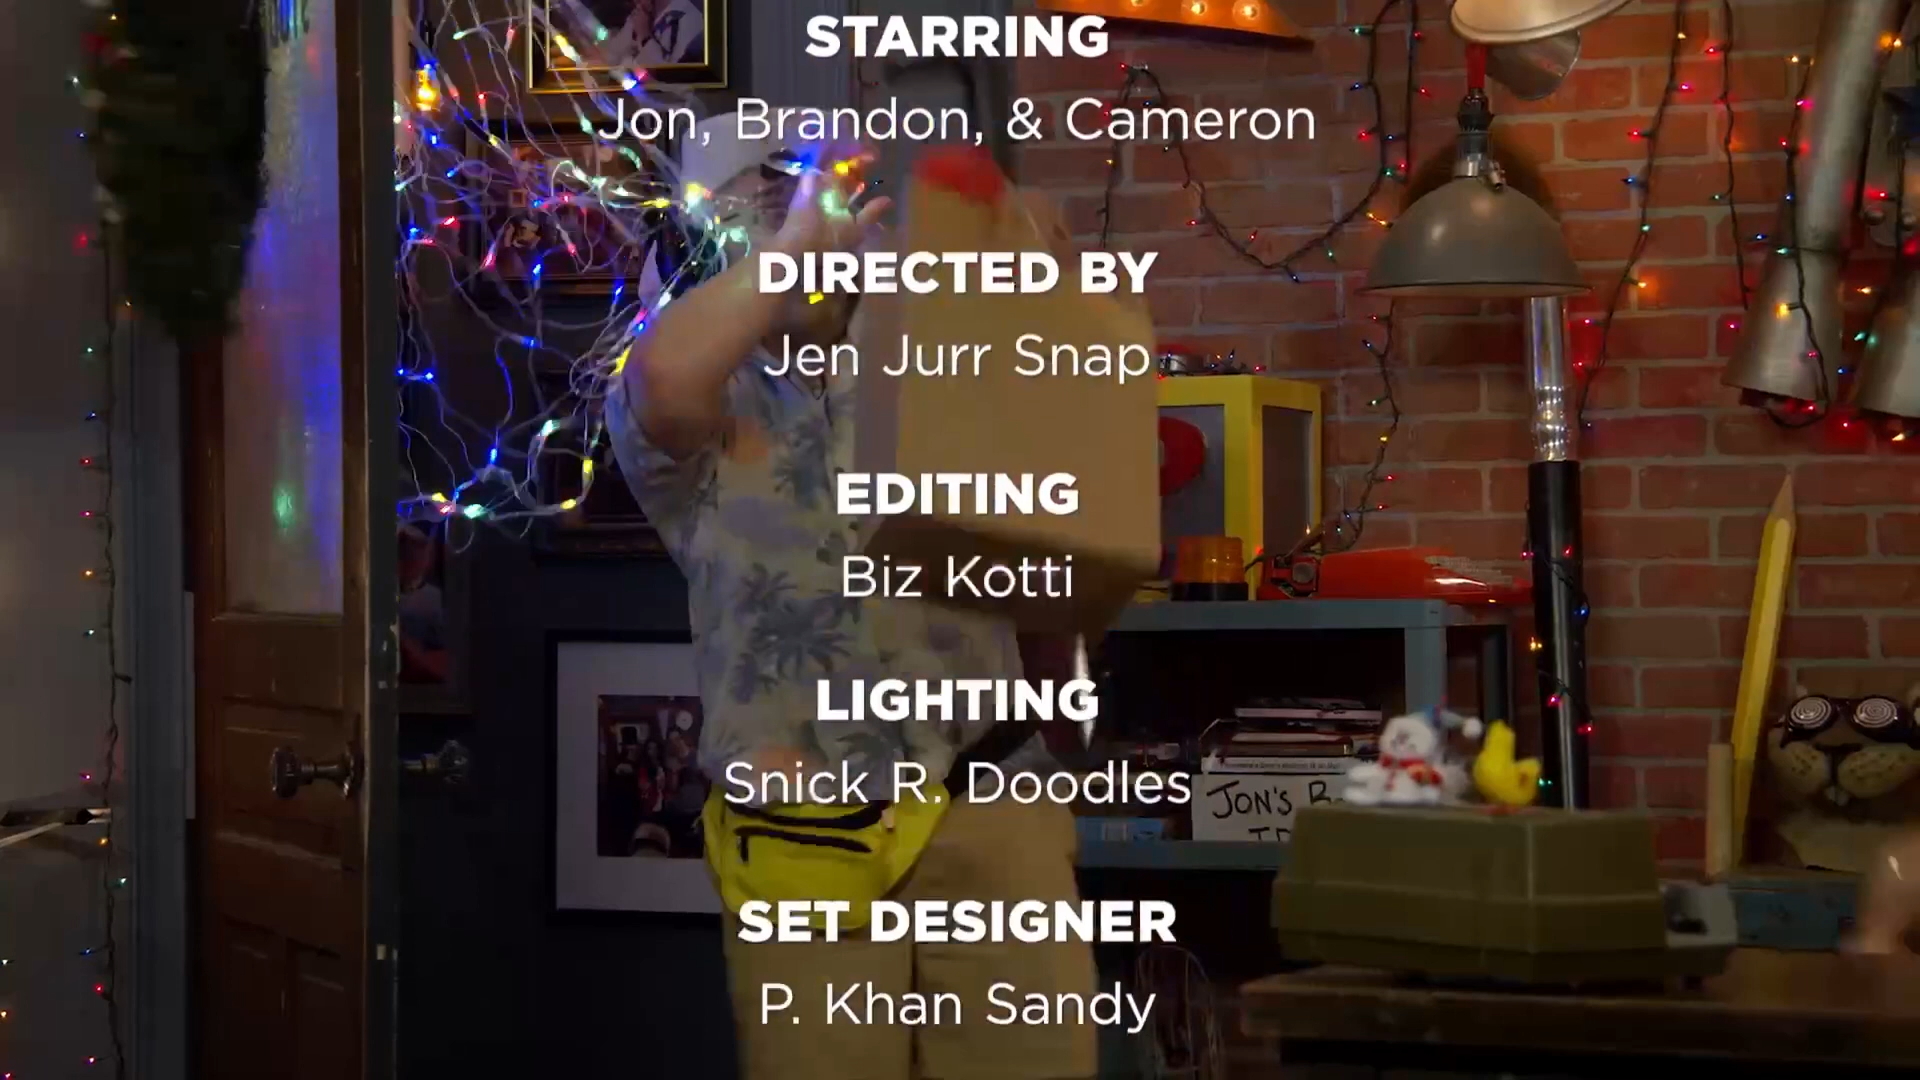 STARRING
Jon, Brandon, & Cameron
DIRECTED BY
Jen Jurr Snap
EDITING
Biz Kotti
LIGHTING
Snick R. Doodles
JON'S
SET DESIGNER
P. Khan Sandy